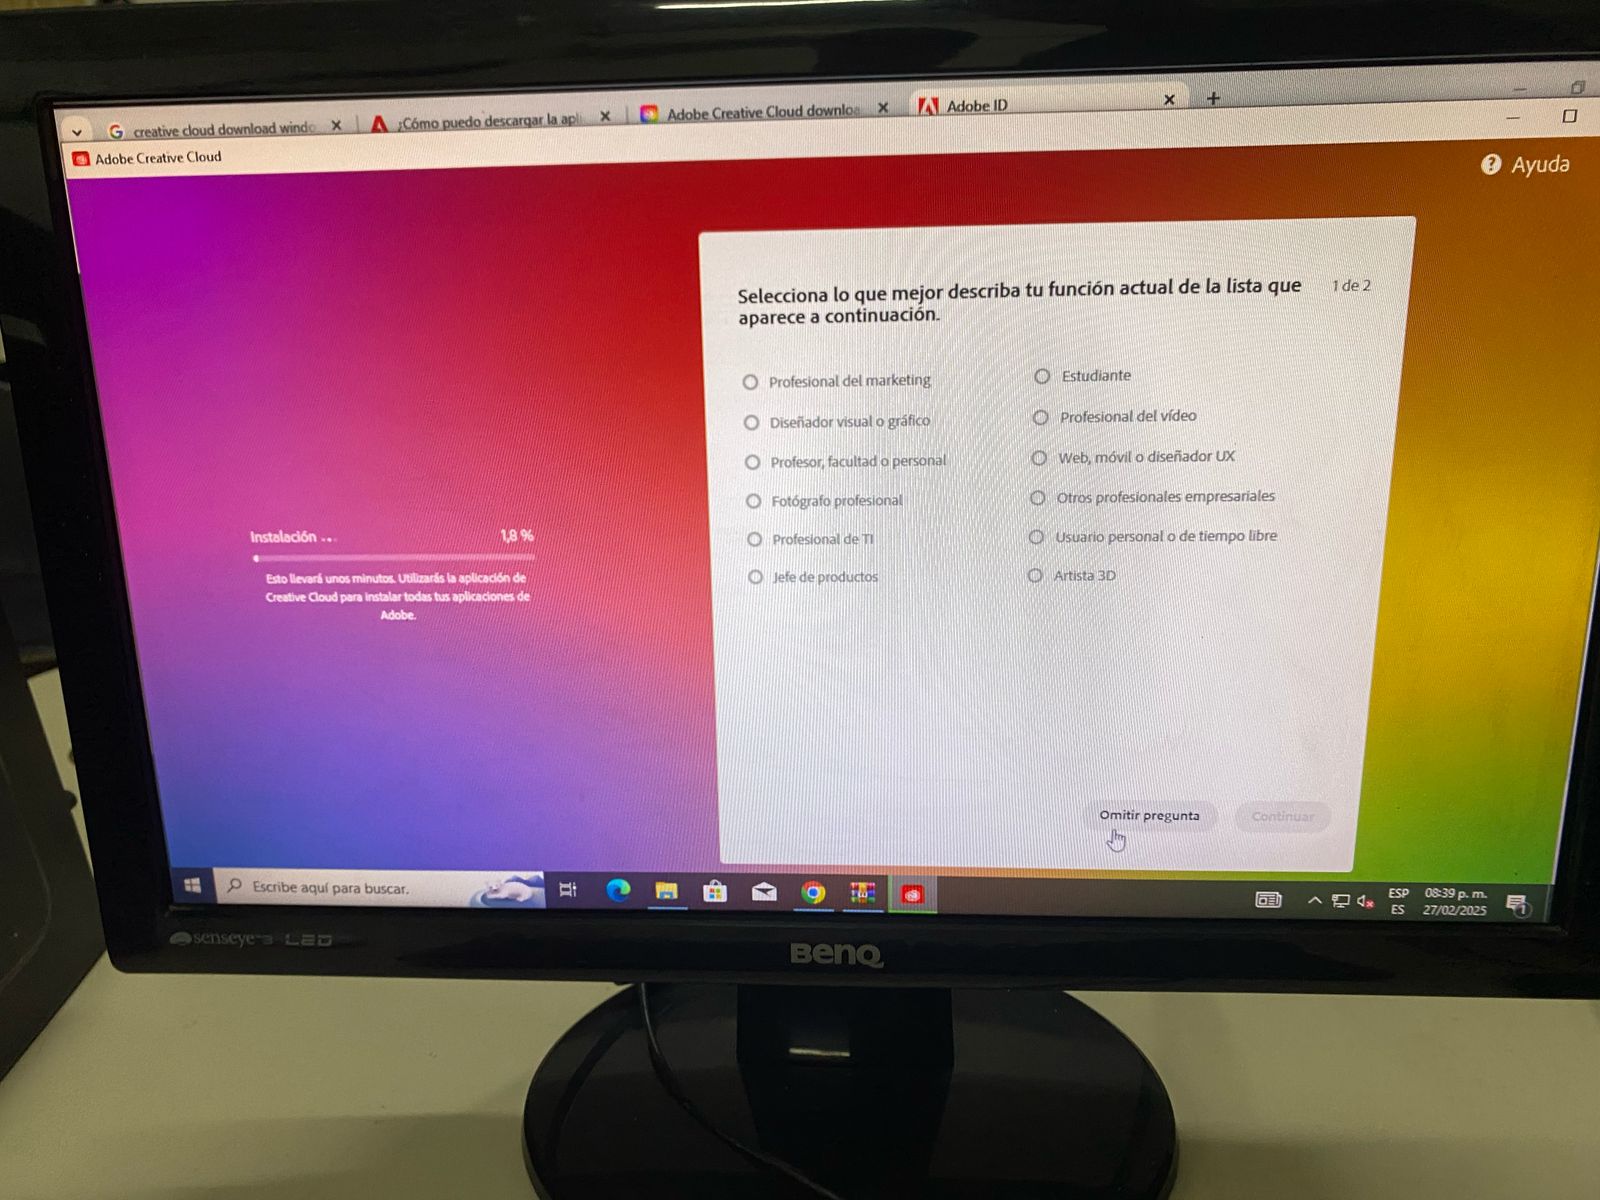 creative cloud download windo
¿Cómo puedo descargar la apli
Adobe Creative Cloud downloa
Adobe ID
Adobe Creative Cloud
Ayuda
Selecciona lo que mejor describa tu función actual de la lista que
aparece a continuación.
1 de 2
Profesional del marketing
Estudiante
Diseñador visual o gráfico
Profesional del vídeo
Profesor, facultad o personal
Web, móvil o diseñador UX
Fotógrafo profesional
Otros profesionales empresariales
Profesional de TI
Usuario personal o de tiempo libre
Jefe de productos
Artista 3D
Instalación ...
1,8 %
Esto llevará unos minutos. Utilizarás la aplicación de
Creative Cloud para instalar todas tus aplicaciones de
Adobe.
Omitir pregunta
Continuar
Escribe aquí para buscar.
ESP
ES
08:39 p. m.
27/02/2025
1
senseye 3 LED
BenQ